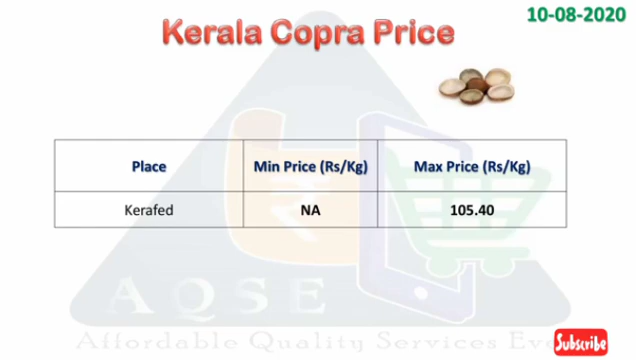 10-08-2020
Kerala Copra Price
Place Min Price (Rs/Kg) Max Price (Rs/Kg)
Kerafed NA 105.40
AQSE
Affordable Quality Services
Subscribe